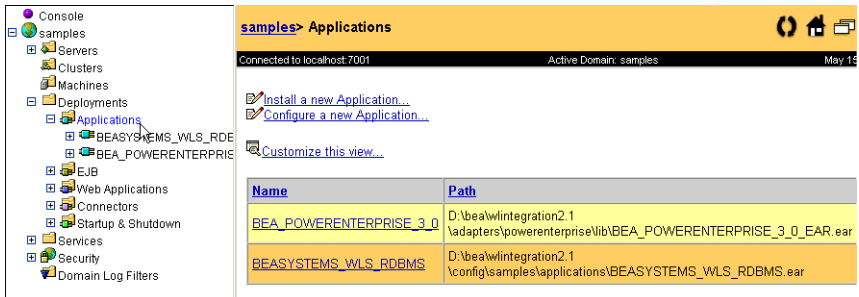 Console
samples
Servers
Clusters
Machines
Deployments
Applications
BEASYSTEMS_WLS_RDE
BEA_POWERENTERPRIS
EJB
Web Applications
Connectors
Startup & Shutdown
Services
Security
Domain Log Filters
samples> Applications
Connected to localhost:7001 Active Domain: samples May 15
Install a new Application...
Configure a new Application...
Customize this view...
Name Path
BEA_POWERENTERPRISE_3_0 D:\bea\wlintegration2.1
\adapters\powerenterprise\lib\BEA_POWERENTERPRISE_3_0_EAR.ear
BEASYSTEMS_WLS_RDBMS D:\bea\wlintegration2.1
\config\samples\applications\BEASYSTEMS_WLS_RDBMS.ear